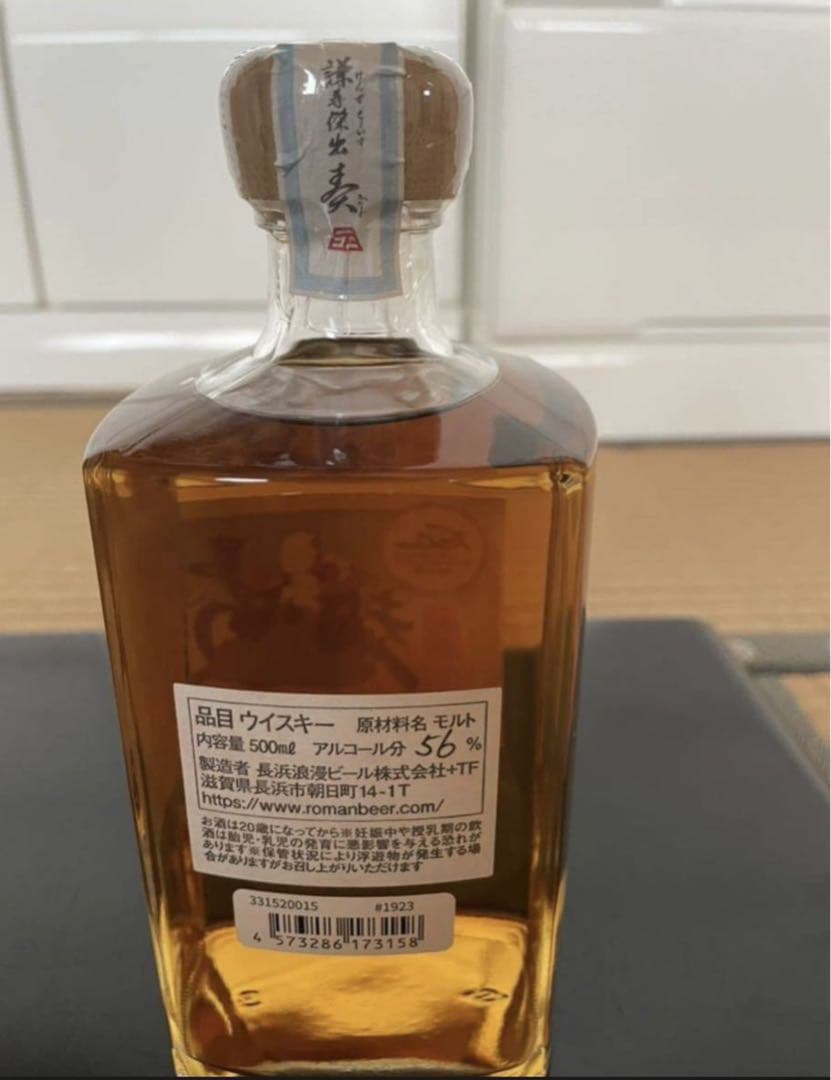 謙尋傑出
奏
品目 ウイスキー 原材料名 モルト
内容量 500mℓ アルコール分 56 %
製造者 長浜浪漫ビール株式会社+TF
滋賀県長浜市朝日町14-1T
https://www.romanbeer.com/
お酒は20歳になってから※妊娠中や授乳期の飲
酒は胎児・乳児の発育に悪影響を与える恐れが
あります※保管状況により浮遊物が発生する場
合がありますがお召し上がりいただけます
331520015 #1923
4 573286 173158